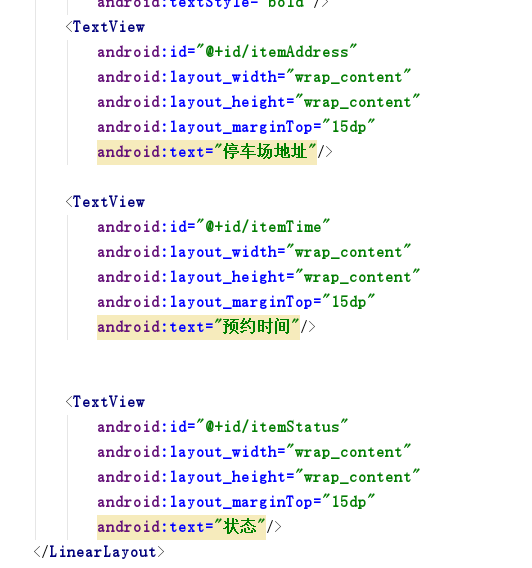 android:textStyle="bold"/>
<TextView
android:id="@+id/itemAddress"
android:layout_width="wrap_content"
android:layout_height="wrap_content"
android:layout_marginTop="15dp"
android:text="停车场地址"/>
<TextView
android:id="@+id/itemTime"
android:layout_width="wrap_content"
android:layout_height="wrap_content"
android:layout_marginTop="15dp"
android:text="预约时间"/>
<TextView
android:id="@+id/itemStatus"
android:layout_width="wrap_content"
android:layout_height="wrap_content"
android:layout_marginTop="15dp"
android:text="状态"/>
</LinearLayout>